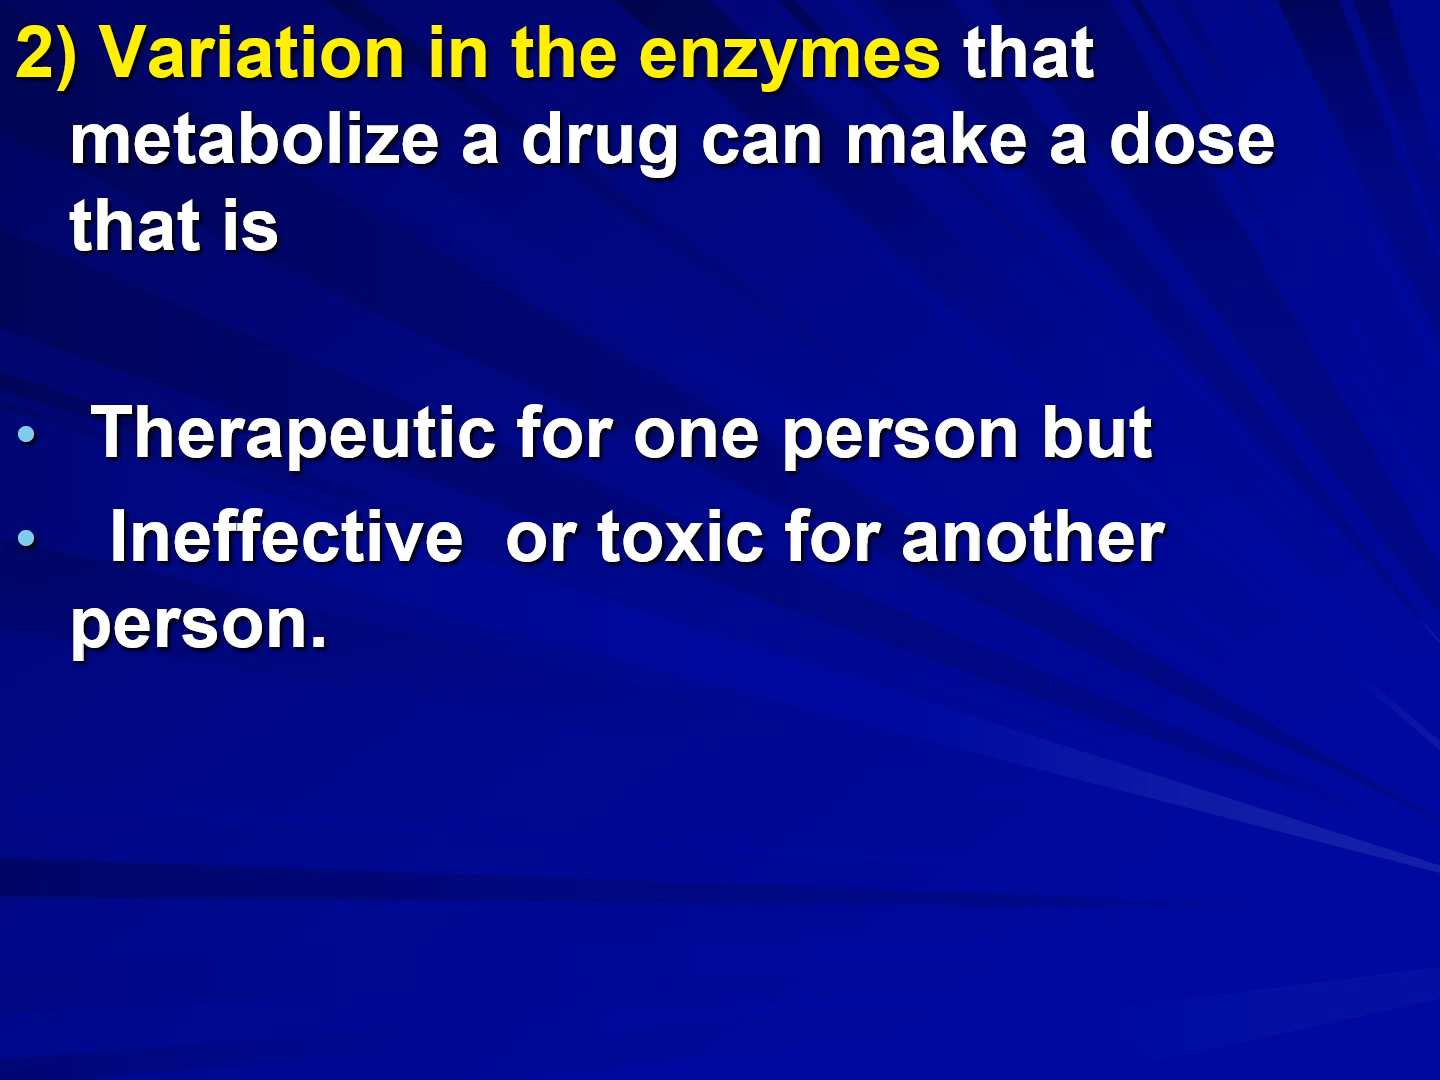 2) Variation in the enzymes that
metabolize a drug can make a dose
that is
• Therapeutic for one person but
• Ineffective or toxic for another
person.